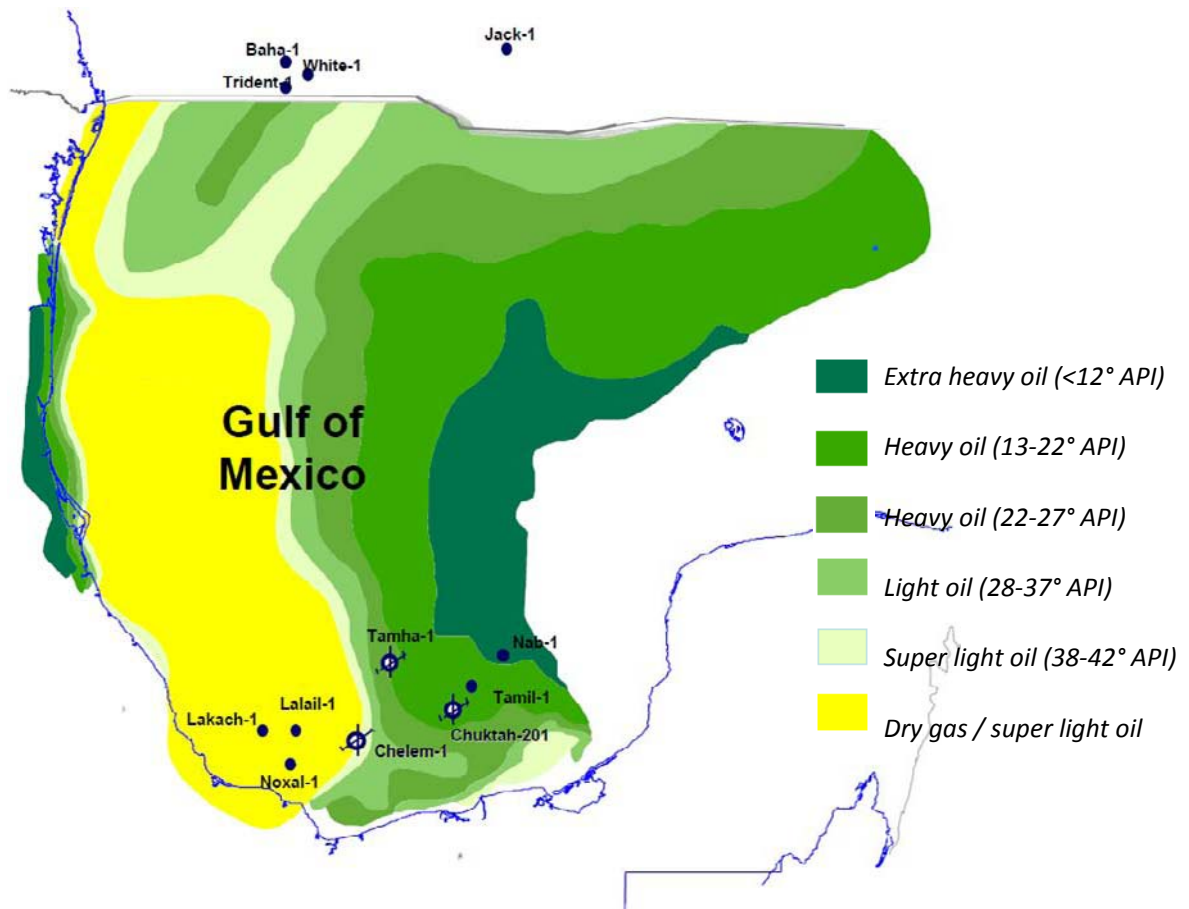 Jack-1
Baha-1
White-1
Trident-1
Gulf of
Mexico
Extra heavy oil (<12° API)
Heavy oil (13-22° API)
Heavy oil (22-27° API)
Light oil (28-37° API)
Super light oil (38-42° API)
Dry gas / super light oil
Tamha-1
Nab-1
Tamil-1
Lalail-1
Lakach-1
Chuktah-201
Chelem-1
Noxal-1